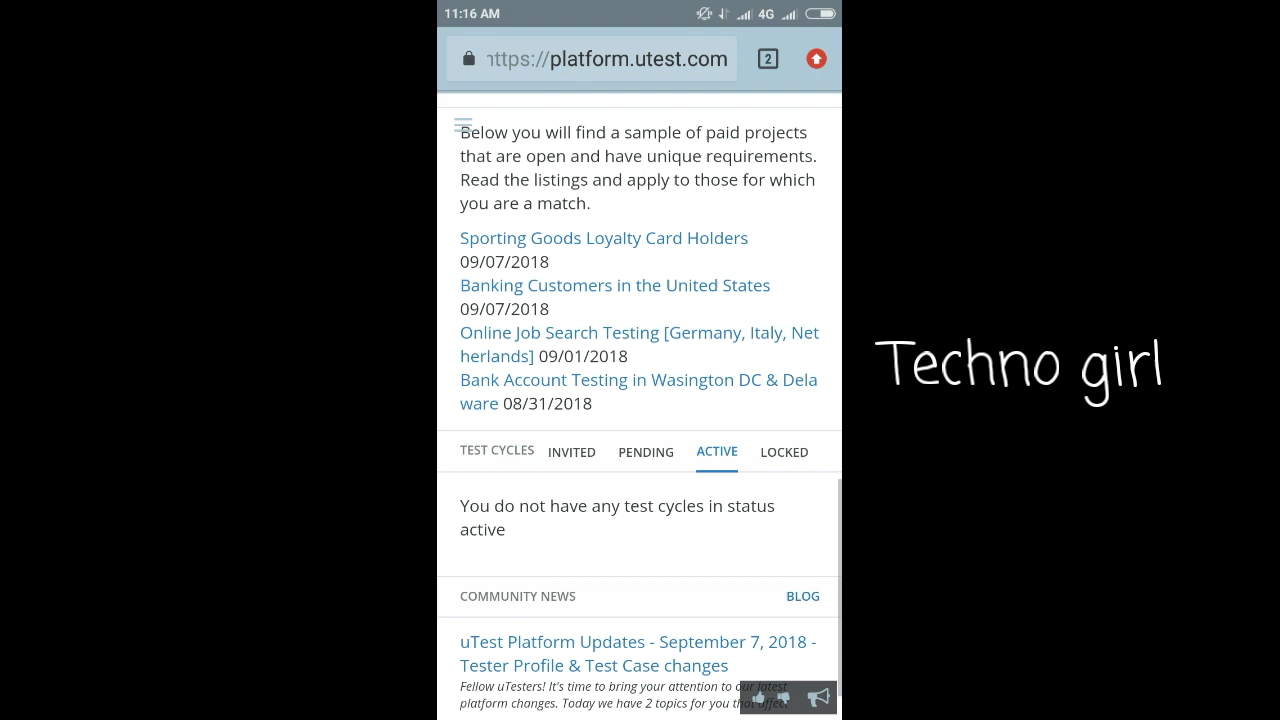 11:16 AM
4G
https://platform.utest.com
2
Below you will find a sample of paid projects
that are open and have unique requirements.
Read the listings and apply to those for which
you are a match.
Sporting Goods Loyalty Card Holders
09/07/2018
Banking Customers in the United States
09/07/2018
Online Job Search Testing [Germany, Italy, Net
herlands] 09/01/2018
Bank Account Testing in Wasington DC & Dela
ware 08/31/2018
TEST CYCLES INVITED PENDING ACTIVE LOCKED
You do not have any test cycles in status
active
COMMUNITY NEWS BLOG
uTest Platform Updates - September 7, 2018 -
Tester Profile & Test Case changes
Fellow uTesters! It's time to bring your attention to our latest
platform changes. Today we have 2 topics for you that affect
Techno girl